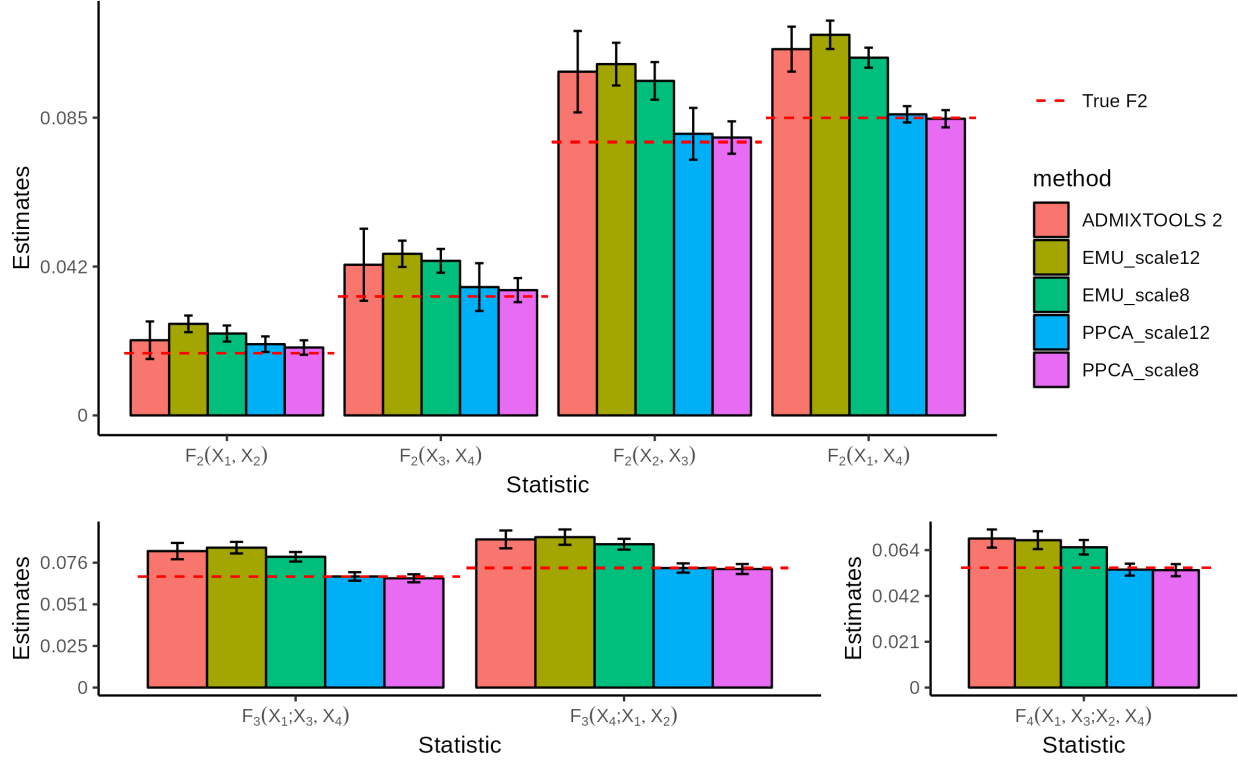 Estimates
0.085
0.042
0
F₂(X₁, X₂)
F₂(X₃, X₄)
F₂(X₂, X₃)
F₂(X₁, X₄)
Statistic
True F2
method
ADMIXTOOLS 2
EMU_scale12
EMU_scale8
PPCA_scale12
PPCA_scale8
Estimates
0.076
0.051
0.025
0
F₃(X₁;X₃, X₄)
F₃(X₄;X₁, X₂)
Statistic
Estimates
0.064
0.042
0.021
0
F₄(X₁, X₃;X₂, X₄)
Statistic